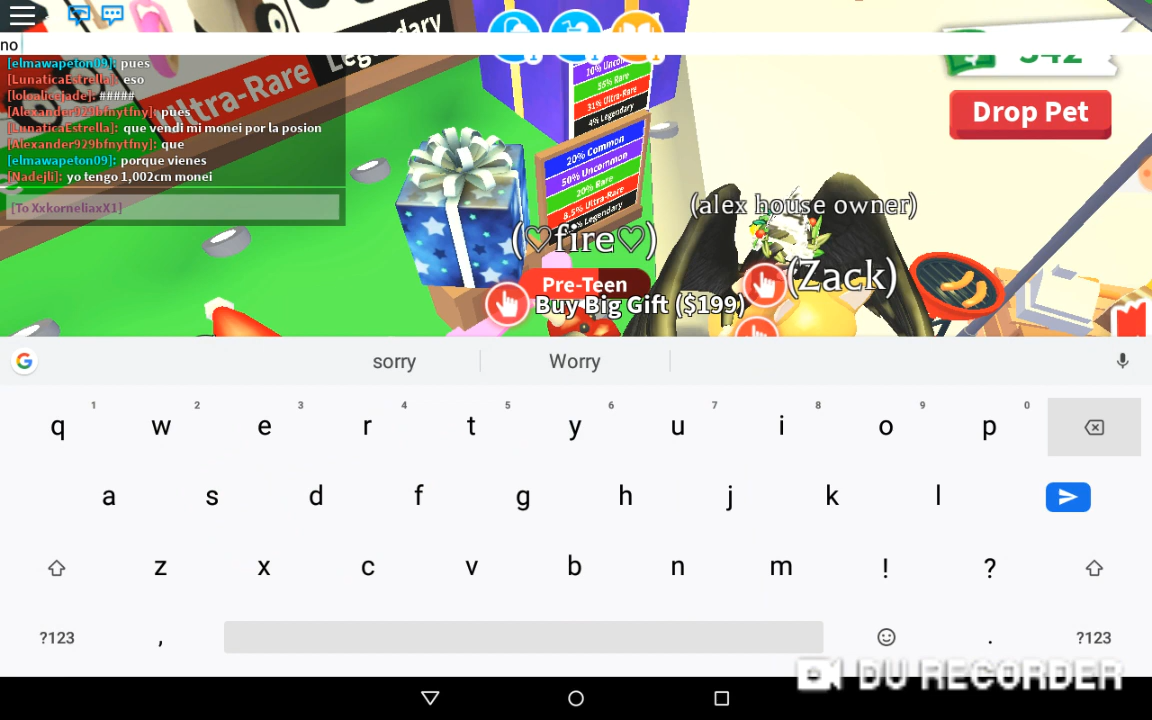 no
[elmawapeton09]: pues
[LunaticaEstrella]: eso
[loloalicejade]: #####
[Alexander929bfnytfny]: pues
[LunaticaEstrella]: que vendi mi monei por la posion
[Alexander929bfnytfny]: que
[elmawapeton09]: porque vienes
[Nadejli]: yo tengo 1,002cm monei
[To XxkorneliaxX1]
Ultra-Rare
Legendary
1
1
1
10% Uncommon
31% Ultra-Rare
4% Legendary
20% Common
50% Uncommon
20% Rare
8.5% Ultra-Rare
Legendary
342
Drop Pet
(alex house owner)
(♡fire♡)
(Zack)
Pre-Teen
Buy Big Gift ($199)
sorry
Worry
q 1 w 2 e 3 r 4 t 5 y 6 u 7 i 8 o 9 p 0
a s d f g h j k l
z x c v b n m ! ?
?123 , . ?123
DU RECORDER